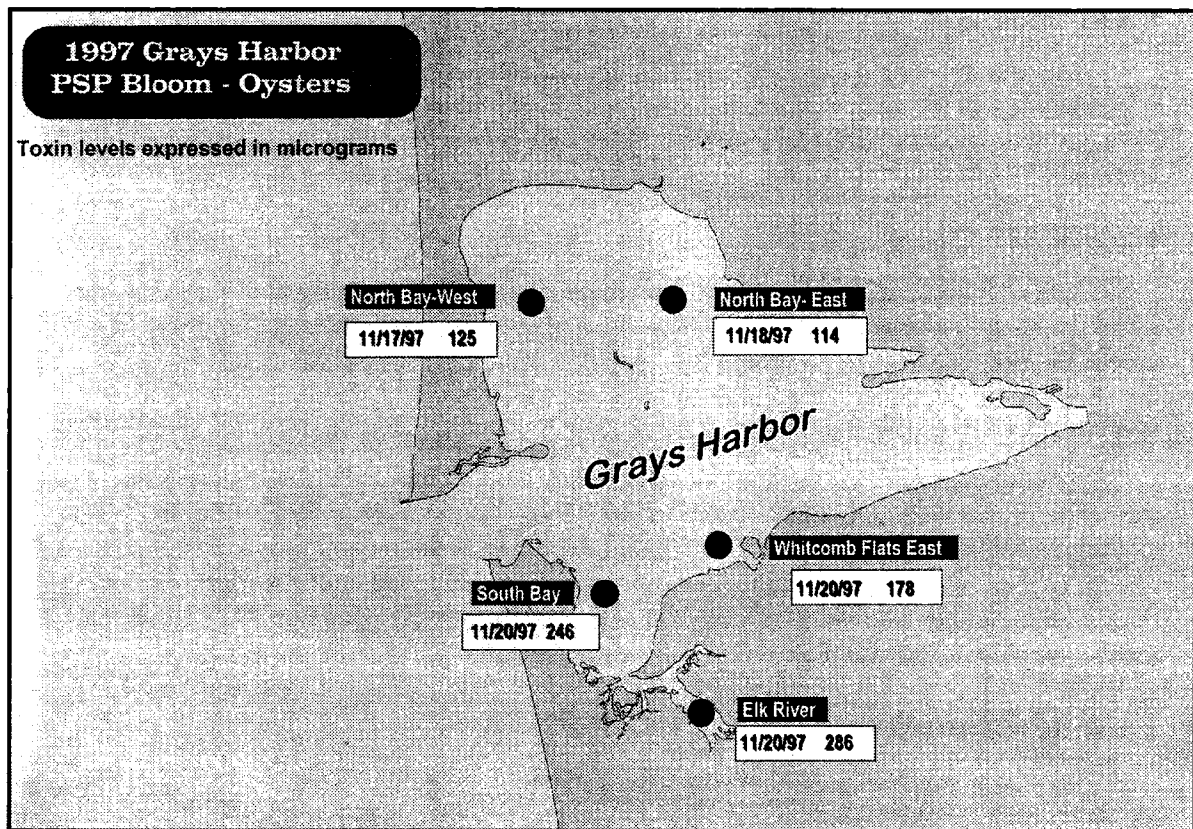 1997 Grays Harbor
PSP Bloom - Oysters
Toxin levels expressed in micrograms
North Bay-West
11/17/97 125
North Bay- East
11/18/97 114
Grays Harbor
Whitcomb Flats East
11/20/97 178
South Bay
11/20/97 246
Elk River
11/20/97 286